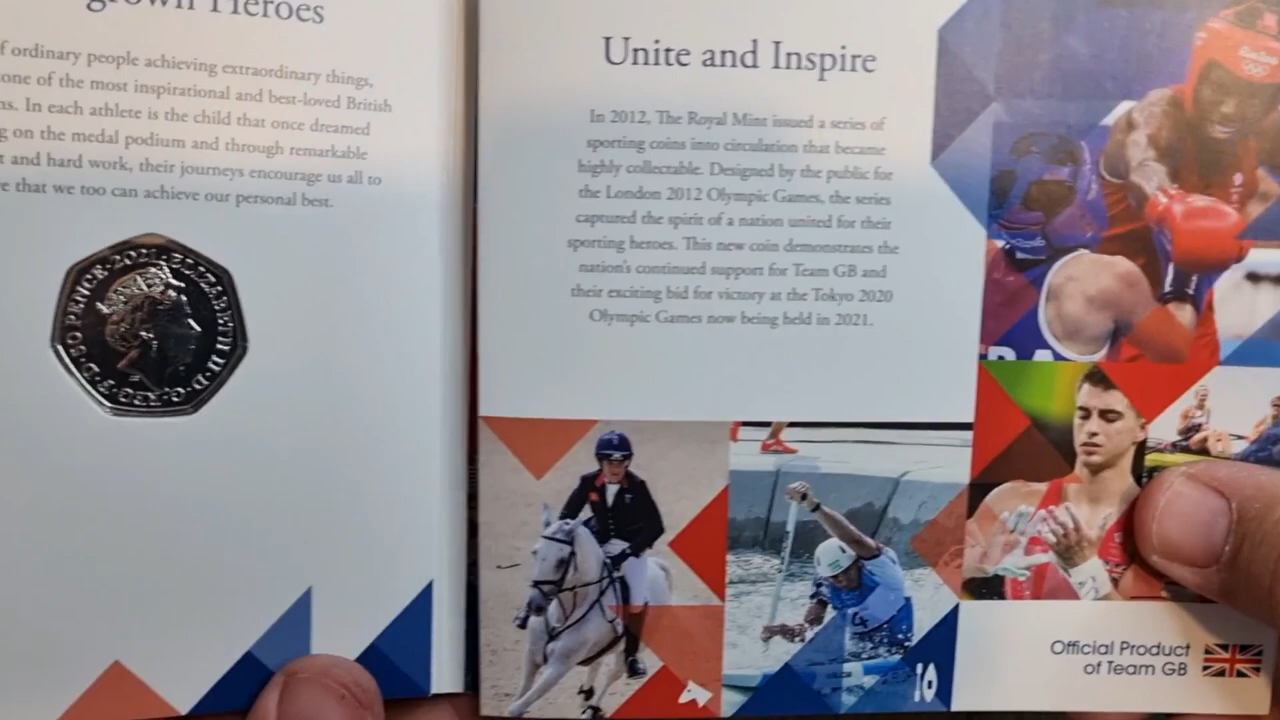 grown Heroes
f ordinary people achieving extraordinary things,
one of the most inspirational and best-loved British
ns. In each athlete is the child that once dreamed
g on the medal podium and through remarkable
t and hard work, their journeys encourage us all to
e that we too can achieve our personal best.
50 PENCE·2021·ELIZABETH II·D·G·REG·F·D·
Unite and Inspire
In 2012, The Royal Mint issued a series of
sporting coins into circulation that became
highly collectable. Designed by the public for
the London 2012 Olympic Games, the series
captured the spirit of a nation united for their
sporting heroes. This new coin demonstrates the
nation's continued support for Team GB and
their exciting bid for victory at the Tokyo 2020
Olympic Games now being held in 2021.
Official Product
of Team GB